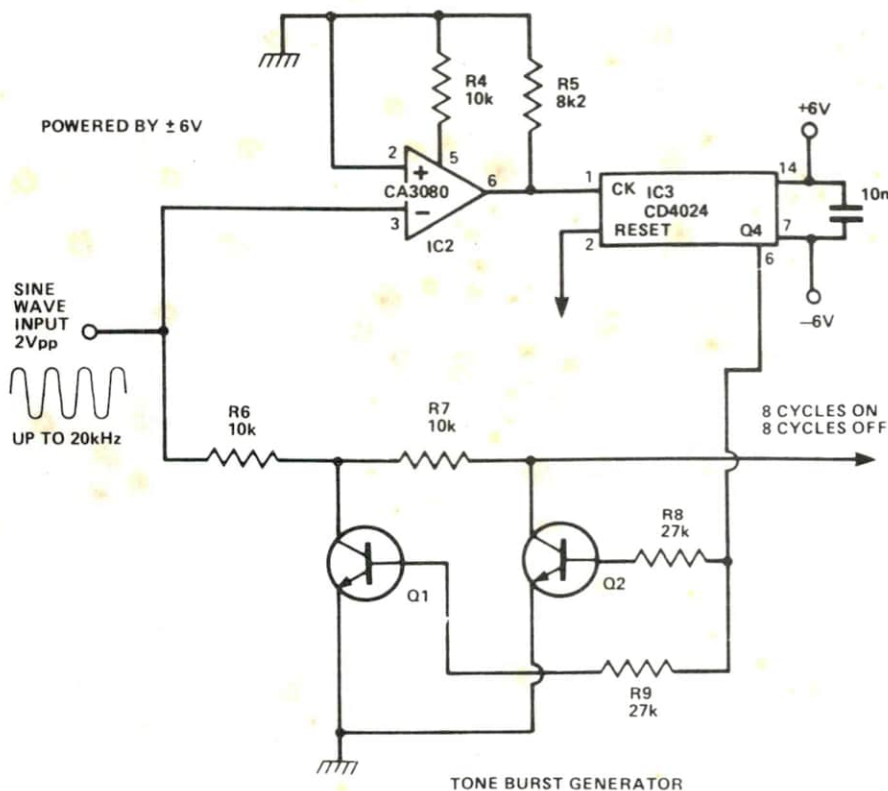 R4
10k
R5
8k2
POWERED BY ± 6V
+6V
2
+
5
CA3080
6
3
−
IC2
1
CK
IC3
CD4024
RESET
Q4
2
14
7
6
10n
−6V
SINE
WAVE
INPUT
2Vpp
UP TO 20kHz
R6
10k
R7
10k
8 CYCLES ON
8 CYCLES OFF
R8
27k
Q1
Q2
R9
27k
TONE BURST GENERATOR